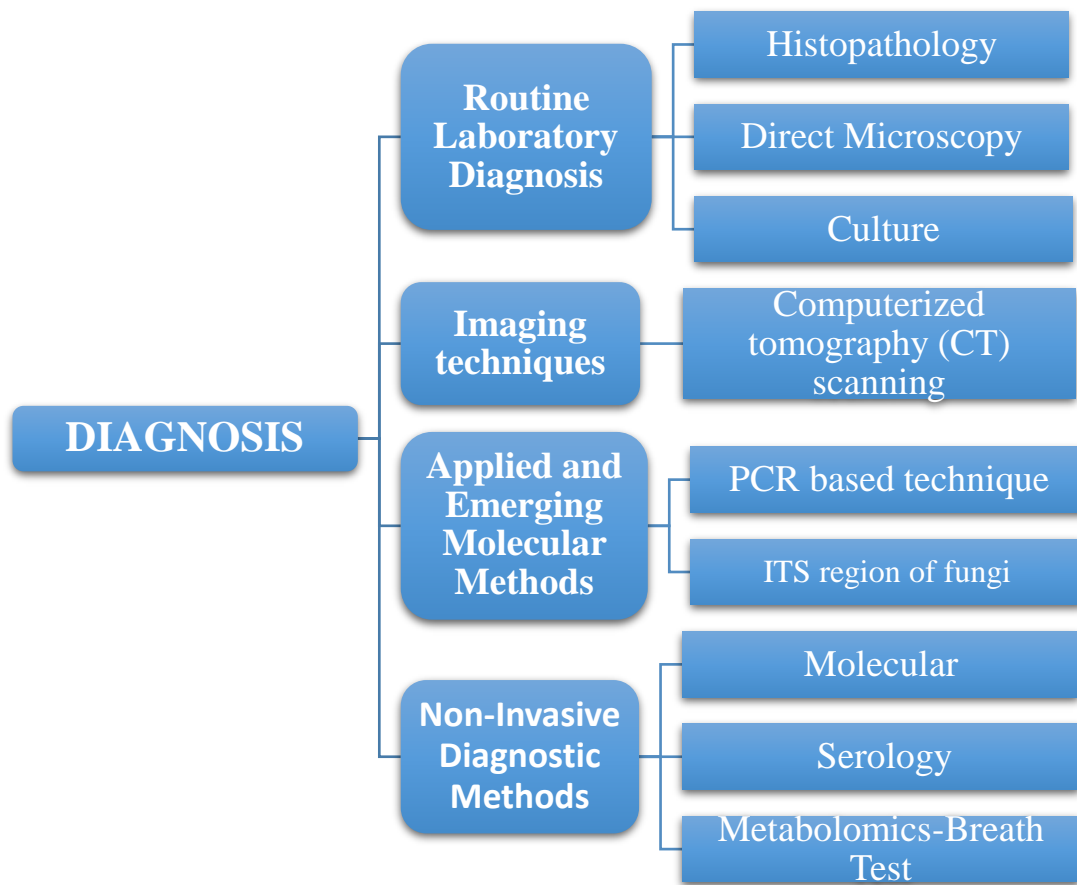 DIAGNOSIS
Routine
Laboratory
Diagnosis
Histopathology
Direct Microscopy
Culture
Imaging
techniques
Computerized
tomography (CT)
scanning
Applied and
Emerging
Molecular
Methods
PCR based technique
ITS region of fungi
Non-Invasive
Diagnostic
Methods
Molecular
Serology
Metabolomics-Breath
Test